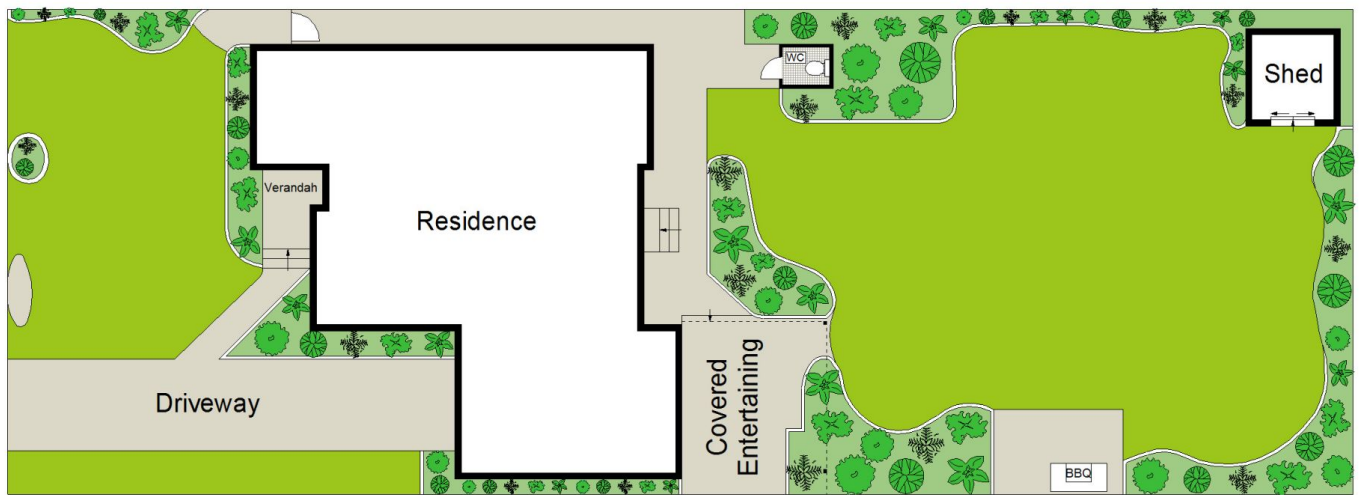 WC
Shed
Verandah
Residence
Driveway
Covered
Entertaining
BBQ